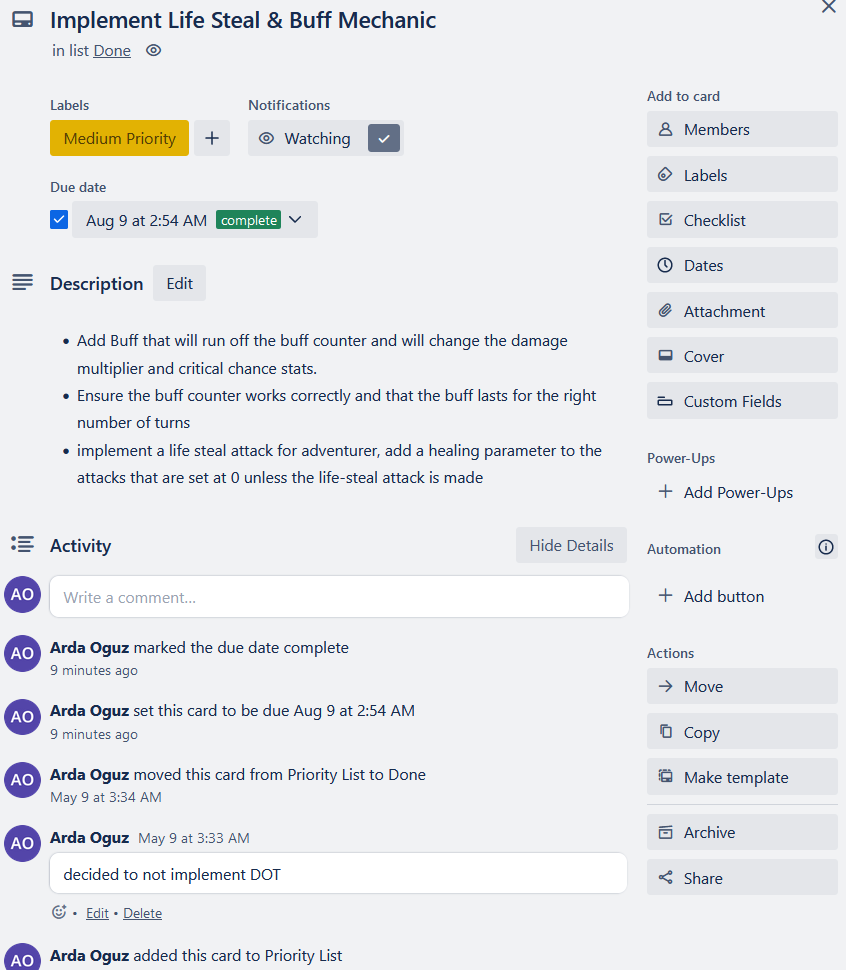 Implement Life Steal & Buff Mechanic
in list Done
Labels
Medium Priority
Notifications
Watching
Due date
Aug 9 at 2:54 AM complete
Description
Edit
• Add Buff that will run off the buff counter and will change the damage
multiplier and critical chance stats.
• Ensure the buff counter works correctly and that the buff lasts for the right
number of turns
• implement a life steal attack for adventurer, add a healing parameter to the
attacks that are set at 0 unless the life-steal attack is made
Activity
Hide Details
AO
Write a comment...
AO
Arda Oguz marked the due date complete
9 minutes ago
AO
Arda Oguz set this card to be due Aug 9 at 2:54 AM
9 minutes ago
AO
Arda Oguz moved this card from Priority List to Done
May 9 at 3:34 AM
AO
Arda Oguz May 9 at 3:33 AM
decided to not implement DOT
• Edit • Delete
AO
Arda Oguz added this card to Priority List
Add to card
Members
Labels
Checklist
Dates
Attachment
Cover
Custom Fields
Power-Ups
+ Add Power-Ups
Automation
+ Add button
Actions
Move
Copy
Make template
Archive
Share